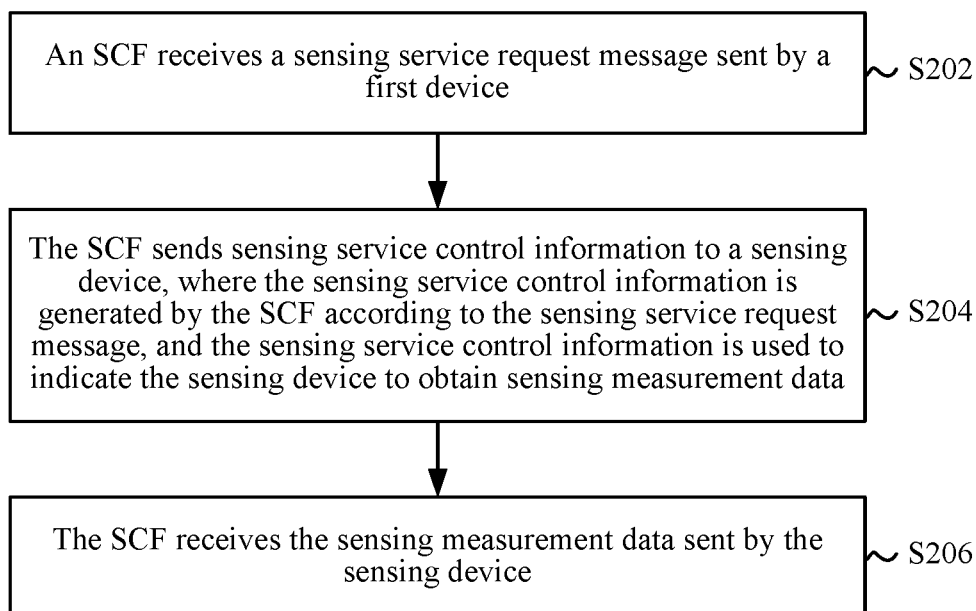 An SCF receives a sensing service request message sent by a
first device
S202
The SCF sends sensing service control information to a sensing
device, where the sensing service control information is
generated by the SCF according to the sensing service request
message, and the sensing service control information is used to
indicate the sensing device to obtain sensing measurement data
S204
The SCF receives the sensing measurement data sent by the
sensing device
S206